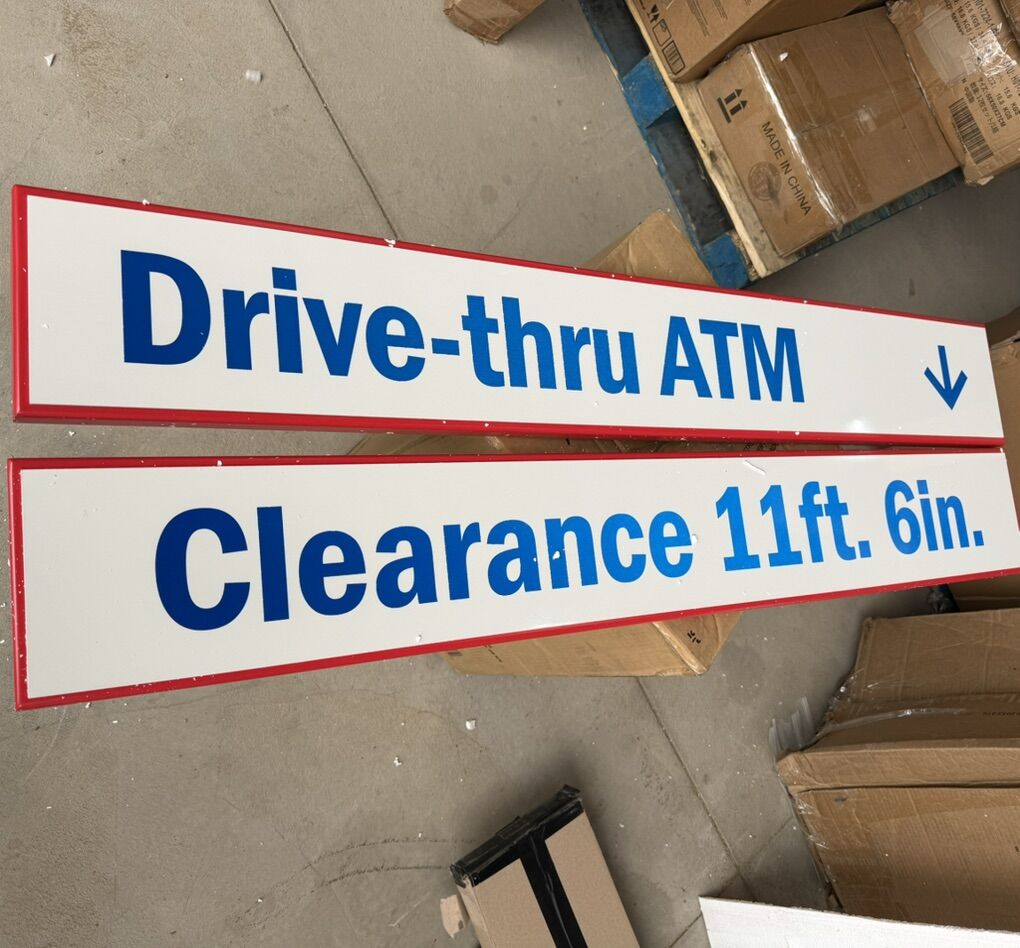 Drive-thru ATM
Clearance 11ft. 6in.
MADE IN CHINA